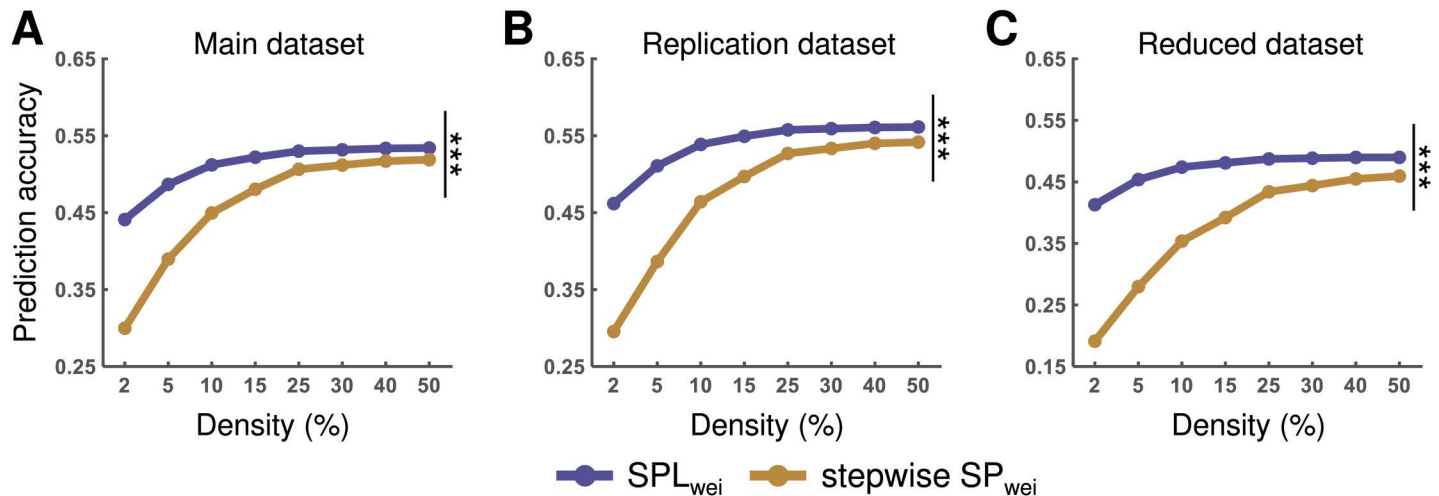 A
Main dataset
Prediction accuracy
0.65
0.55
0.45
0.35
0.25
2 5 10 15 25 30 40 50
Density (%)
***
B
Replication dataset
0.65
0.55
0.45
0.35
0.25
2 5 10 15 25 30 40 50
Density (%)
***
C
Reduced dataset
0.65
0.55
0.45
0.35
0.25
0.15
2 5 10 15 25 30 40 50
Density (%)
***
SPLwei stepwise SPwei